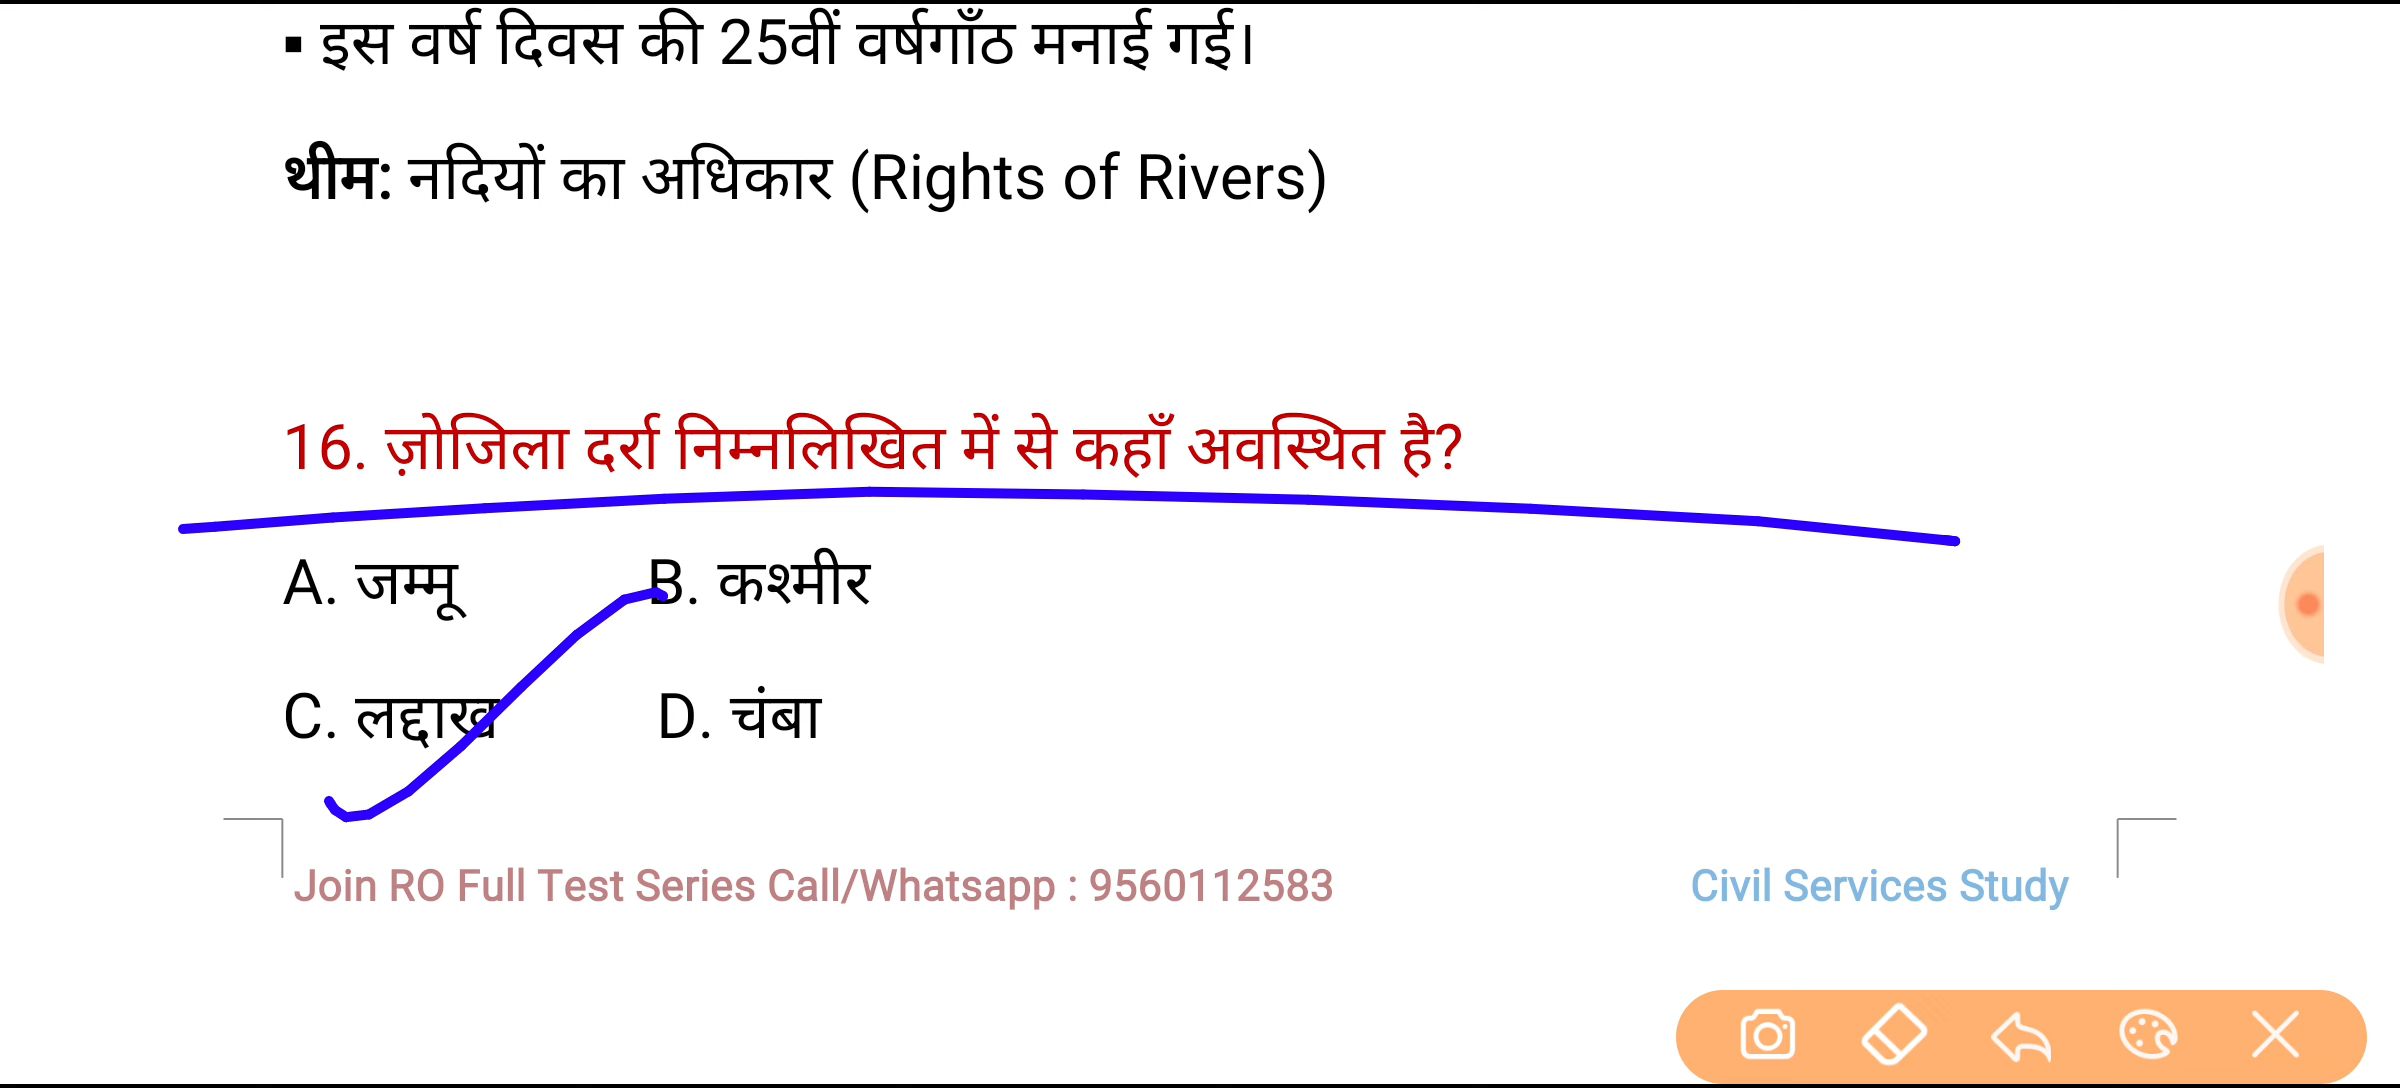 ▪ इस वर्ष दिवस की 25वीं वर्षगाँठ मनाई गई।
थीम: नदियों का अधिकार (Rights of Rivers)
16. ज़ोजिला दर्रा निम्नलिखित में से कहाँ अवस्थित है?
A. जम्मू B. कश्मीर
C. लद्दाख D. चंबा
Join RO Full Test Series Call/Whatsapp : 9560112583 Civil Services Study